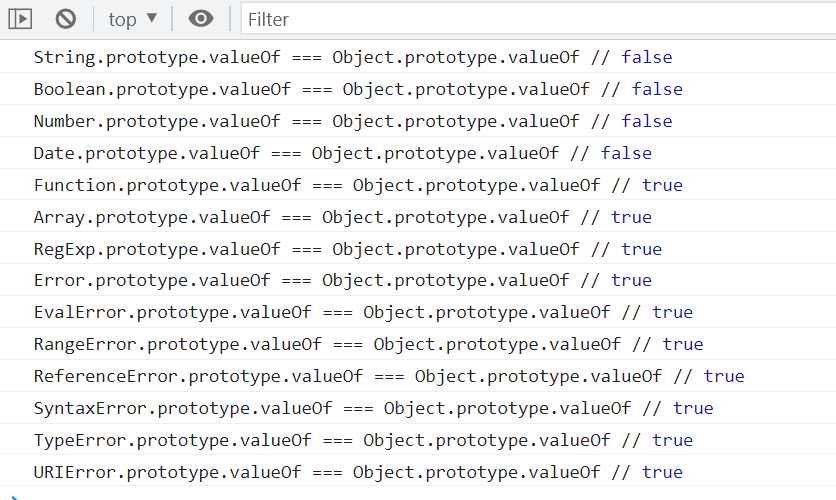 top ▼
Filter
String.prototype.valueOf === Object.prototype.valueOf // false
Boolean.prototype.valueOf === Object.prototype.valueOf // false
Number.prototype.valueOf === Object.prototype.valueOf // false
Date.prototype.valueOf === Object.prototype.valueOf // false
Function.prototype.valueOf === Object.prototype.valueOf // true
Array.prototype.valueOf === Object.prototype.valueOf // true
RegExp.prototype.valueOf === Object.prototype.valueOf // true
Error.prototype.valueOf === Object.prototype.valueOf // true
EvalError.prototype.valueOf === Object.prototype.valueOf // true
RangeError.prototype.valueOf === Object.prototype.valueOf // true
ReferenceError.prototype.valueOf === Object.prototype.valueOf // true
SyntaxError.prototype.valueOf === Object.prototype.valueOf // true
TypeError.prototype.valueOf === Object.prototype.valueOf // true
URIError.prototype.valueOf === Object.prototype.valueOf // true